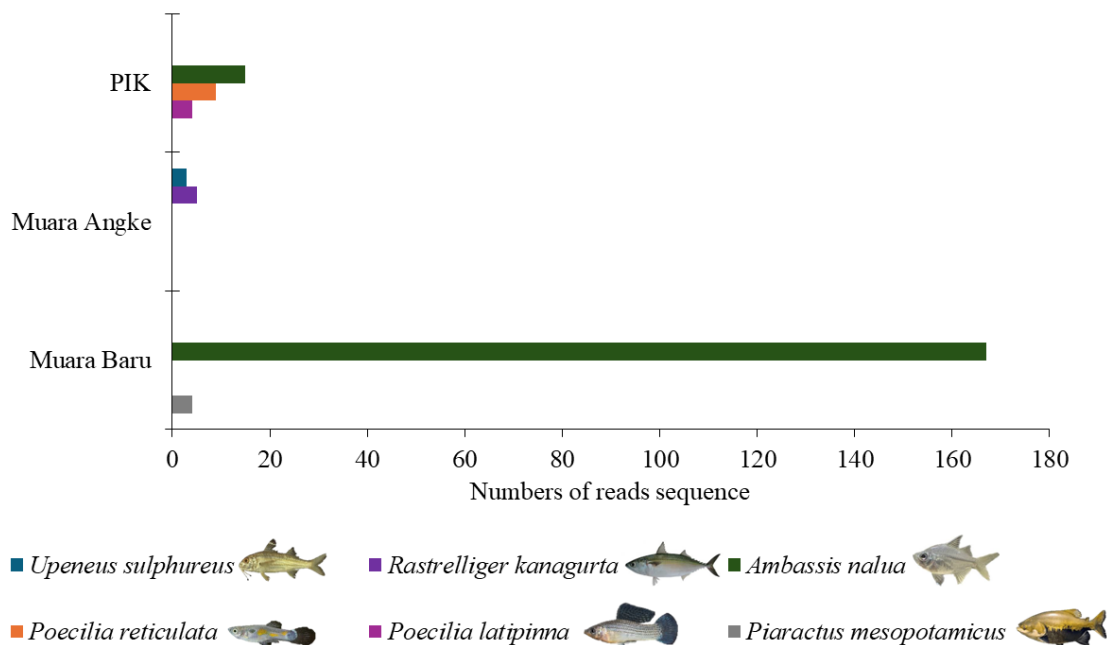 PIK
Muara Angke
Muara Baru
0 20 40 60 80 100 120 140 160 180
Numbers of reads sequence
Upeneus sulphureus Rastrelliger kanagurta Ambassis nalua
Poecilia reticulata Poecilia latipinna Piaractus mesopotamicus